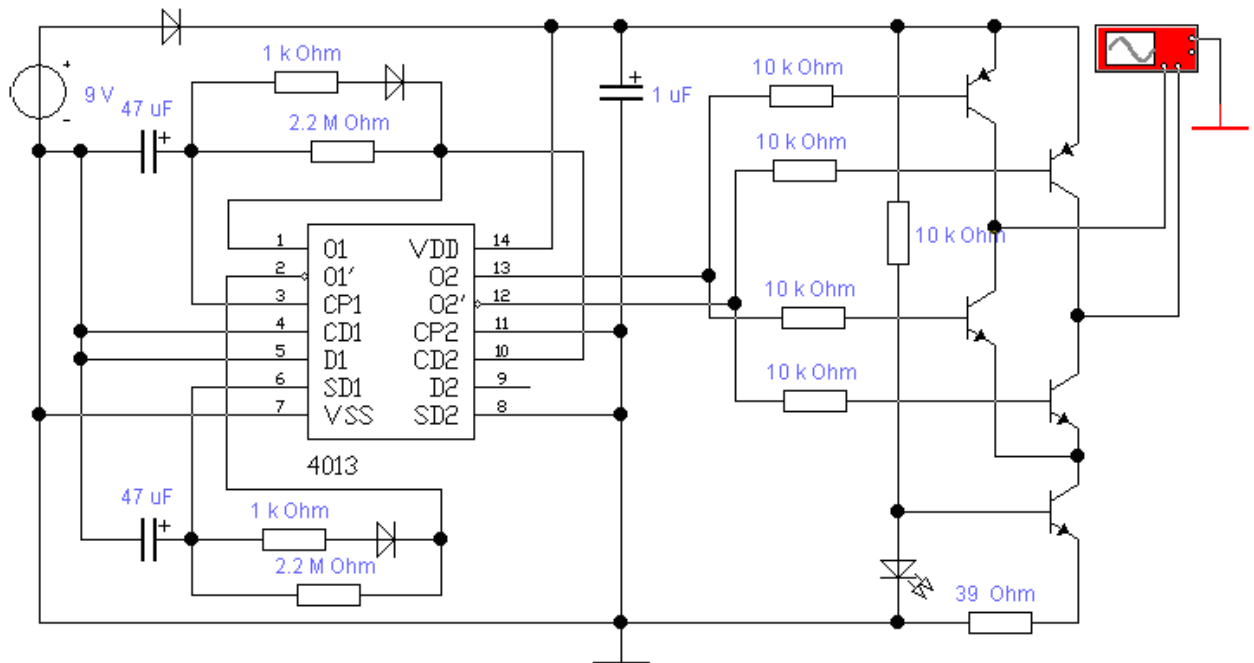 +
-
9 V
1 k Ohm
47 uF
+
2.2 M Ohm
+
1 uF
10 k Ohm
10 k Ohm
10 k Ohm
10 k Ohm
10 k Ohm
1 O1 VDD 14
2 O1' O2 13
3 CP1 O2' 12
4 CD1 CP2 11
5 D1 CD2 10
6 SD1 D2 9
7 VSS SD2 8
4013
47 uF
+
1 k Ohm
2.2 M Ohm
39 Ohm